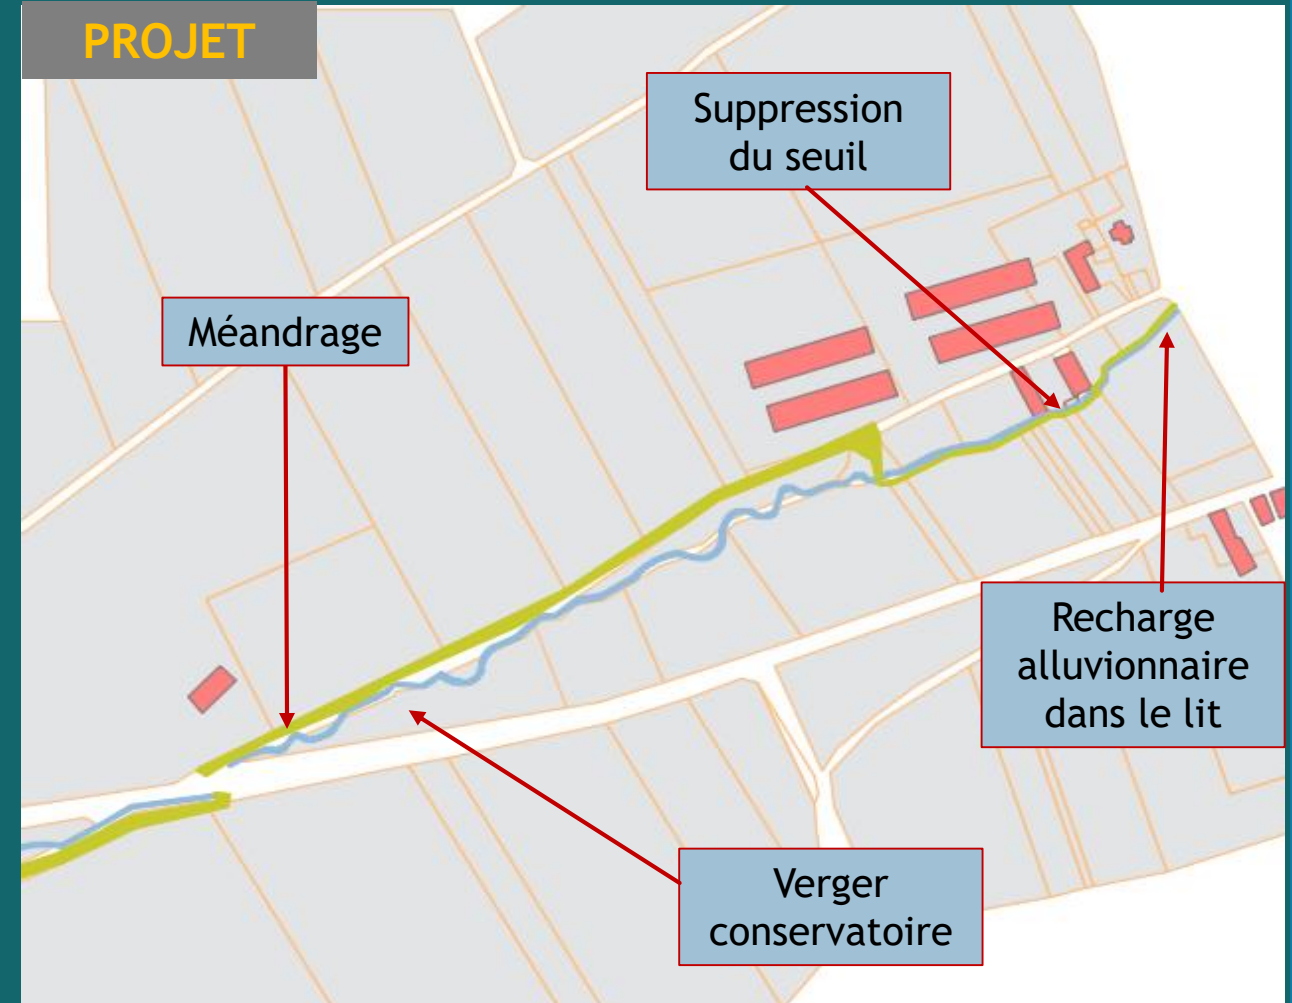 PROJET
Suppression
du seuil
Méandrage
Recharge
alluvionnaire
dans le lit
Verger
conservatoire